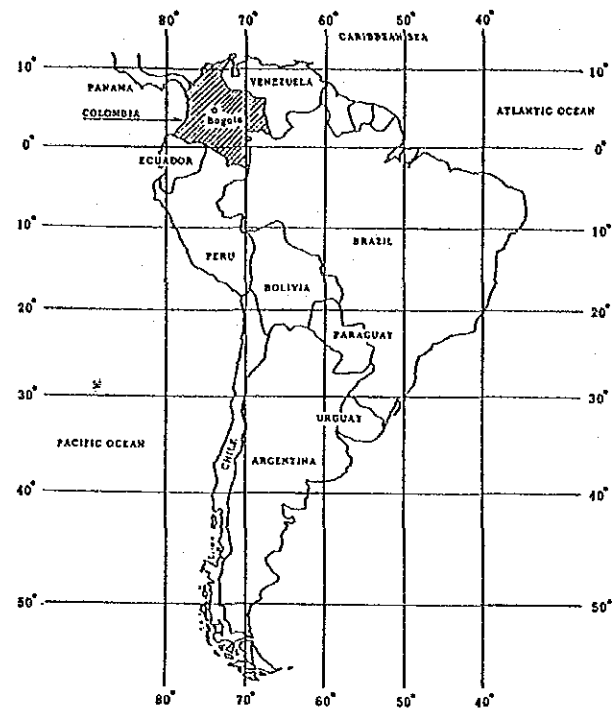 CARIBBEAN SEA
80° 70° 60° 50° 40°
10° 10°
PANAMA VENEZUELA
COLOMBIA Bogota ATLANTIC OCEAN
0° 0°
ECUADOR
10° 10°
PERU BRAZIL
BOLIVIA
20° 20°
PARAGUAY
30° 30°
URGUAY
PACIFIC OCEAN CHILE ARGENTINA
40° 40°
50° 50°
80° 70° 60° 50° 40°